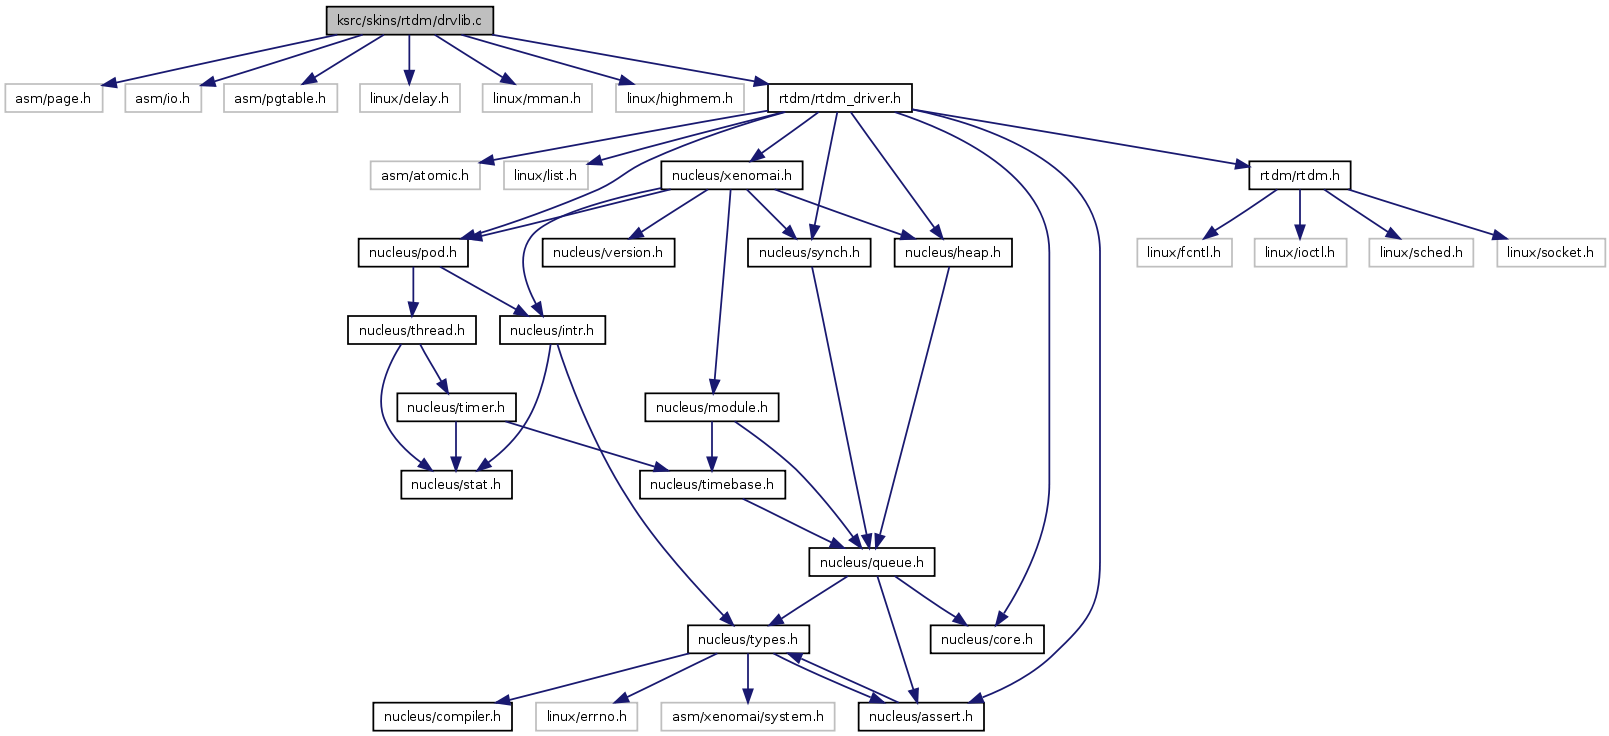 ksrc/skins/rtdm/drvlib.c
asm/page.h
asm/io.h
asm/pgtable.h
linux/delay.h
linux/mman.h
linux/highmem.h
rtdm/rtdm_driver.h
asm/atomic.h
linux/list.h
nucleus/xenomai.h
rtdm/rtdm.h
nucleus/pod.h
nucleus/version.h
nucleus/synch.h
nucleus/heap.h
linux/fcntl.h
linux/ioctl.h
linux/sched.h
linux/socket.h
nucleus/thread.h
nucleus/intr.h
nucleus/timer.h
nucleus/module.h
nucleus/stat.h
nucleus/timebase.h
nucleus/queue.h
nucleus/types.h
nucleus/core.h
nucleus/compiler.h
linux/errno.h
asm/xenomai/system.h
nucleus/assert.h